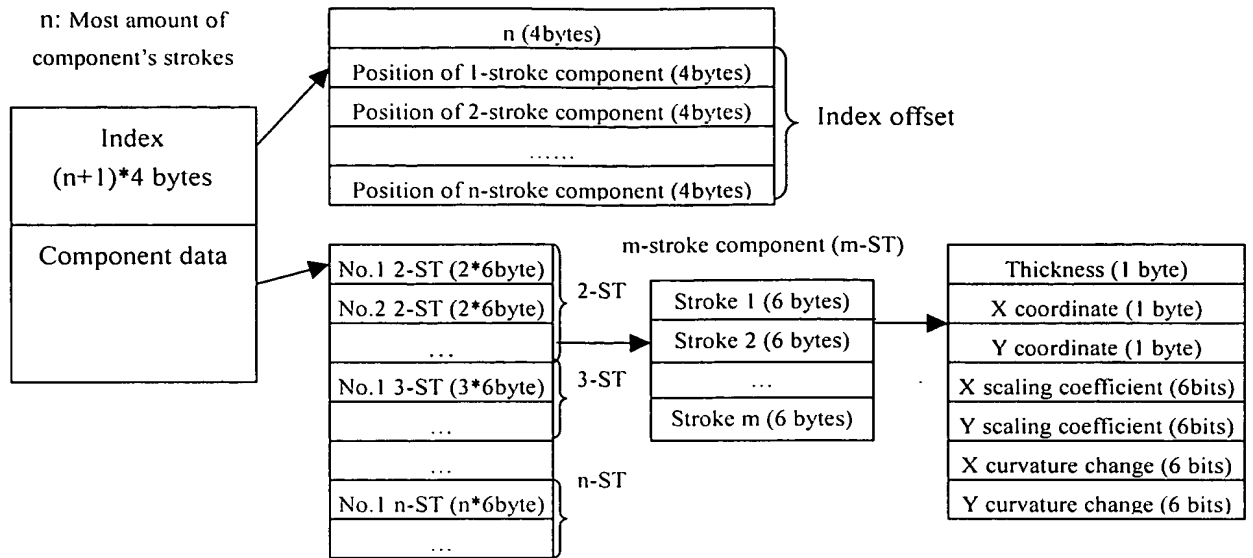 n: Most amount of
component's strokes
Index
(n+1)*4 bytes
Component data
n (4bytes)
Position of 1-stroke component (4bytes)
Position of 2-stroke component (4bytes)
......
Position of n-stroke component (4bytes)
Index offset
No.1 2-ST (2*6byte)
No.2 2-ST (2*6byte)
...
No.1 3-ST (3*6byte)
...
...
No.1 n-ST (n*6byte)
...
2-ST
3-ST
n-ST
m-stroke component (m-ST)
Stroke 1 (6 bytes)
Stroke 2 (6 bytes)
...
Stroke m (6 bytes)
Thickness (1 byte)
X coordinate (1 byte)
Y coordinate (1 byte)
X scaling coefficient (6bits)
Y scaling coefficient (6bits)
X curvature change (6 bits)
Y curvature change (6 bits)